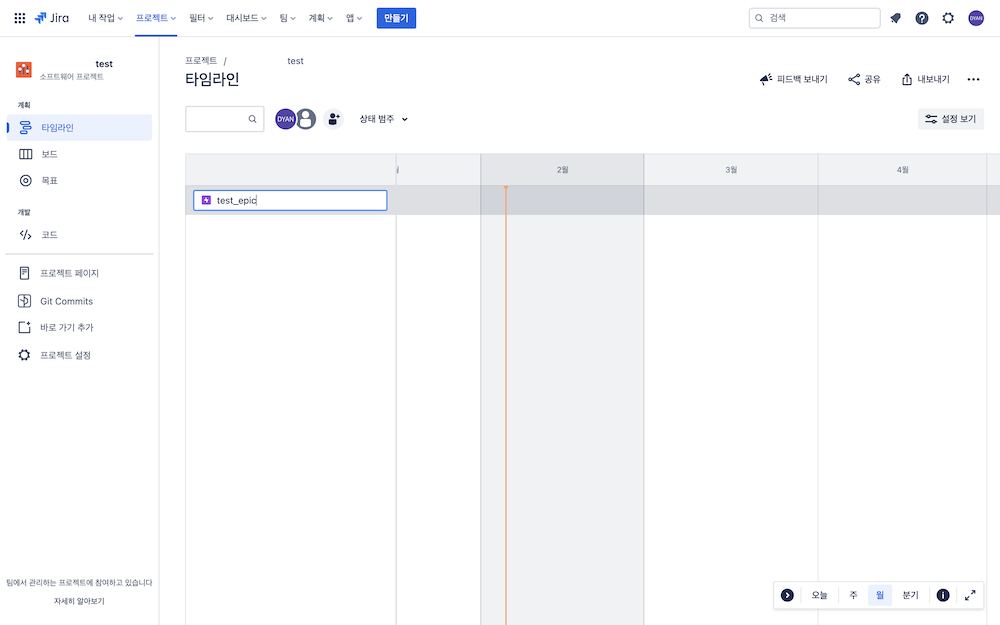 Jira 내 작업 프로젝트 필터 대시보드 팀 계획 앱 만들기 검색 DYAN
test
소프트웨어 프로젝트
계획
타임라인
보드
목표
개발
코드
프로젝트 페이지
Git Commits
바로 가기 추가
프로젝트 설정
팀에서 관리하는 프로젝트에 참여하고 있습니다
자세히 알아보기
프로젝트 / test
타임라인
피드백 보내기 공유 내보내기
DYAN 상태 범주 설정 보기
2월 3월 4월
test_epic
오늘 주 월 분기